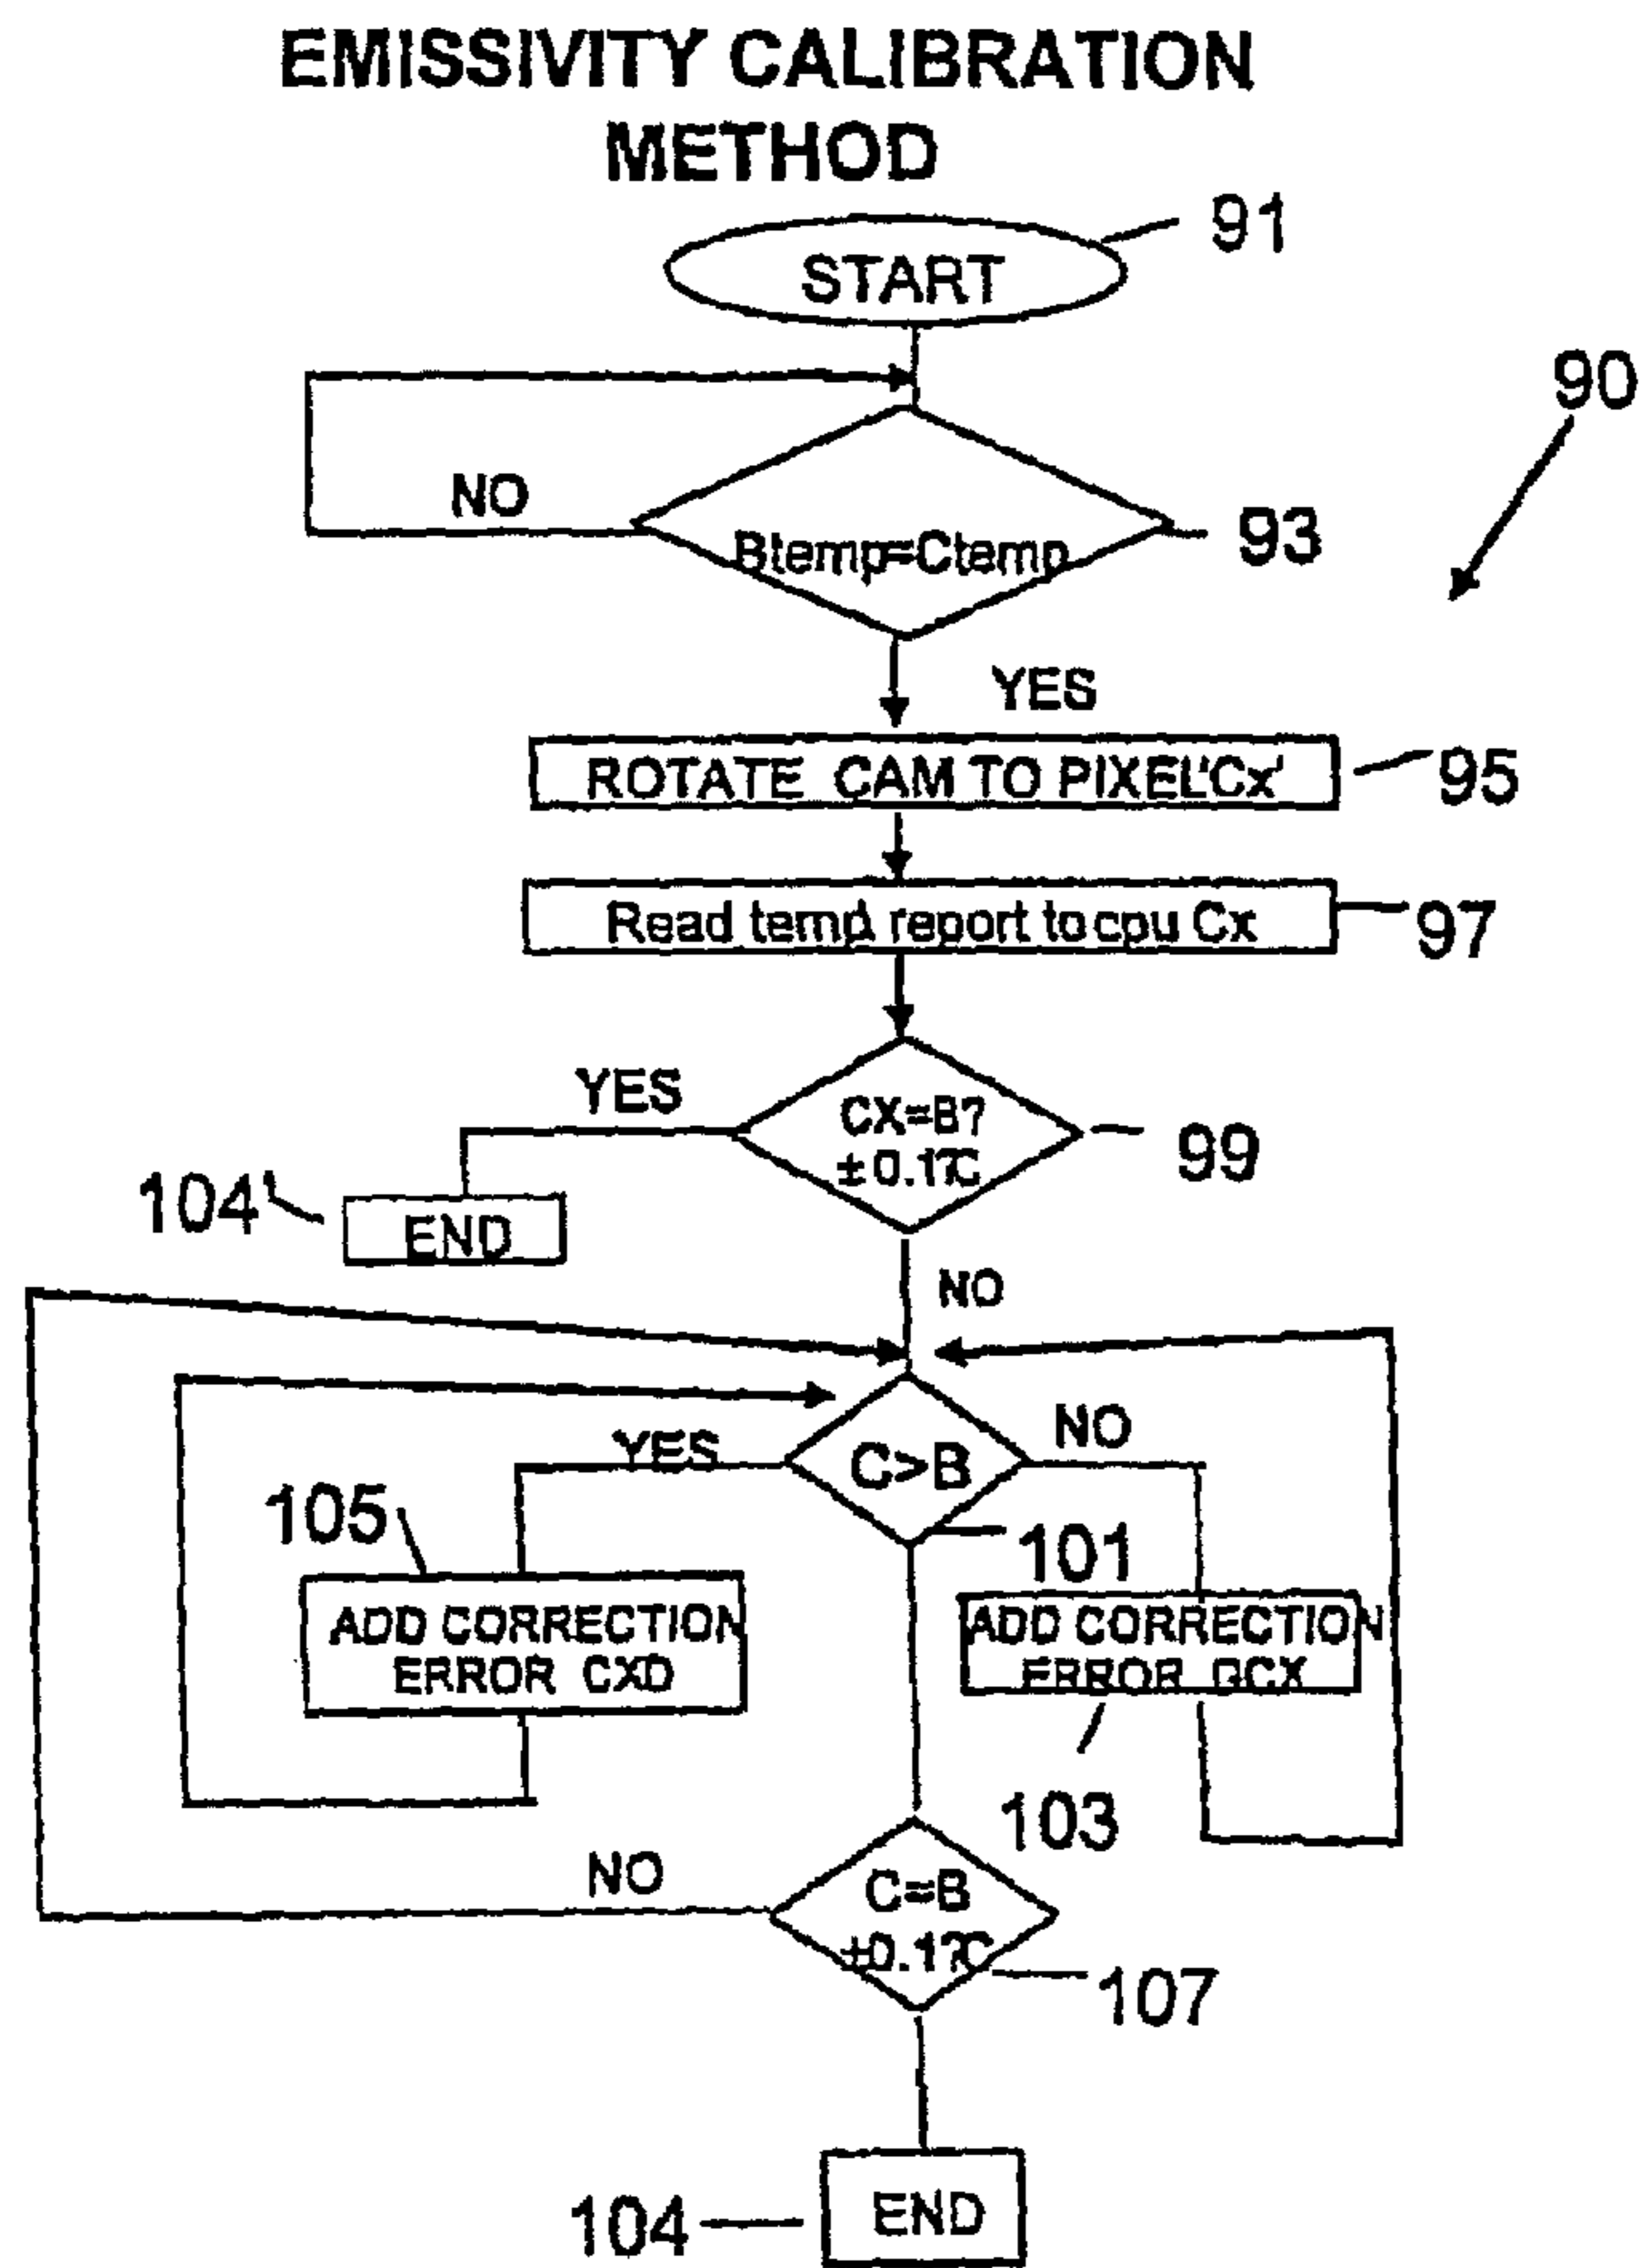 EMISSIVITY CALIBRATION
METHOD
START
91
90
NO
Btemp=Ctemp
93
YES
ROTATE CAM TO PIXEL'Cx'
95
Read temp report to cpu Cx
97
YES
CX=B?
±0.1?C
99
104'
END
NO
YES
C>B
NO
105
101
ADD CORRECTION
ERROR CXD
ADD CORRECTION
ERROR
103
NO
C=B
±0.1?C
107
104
END